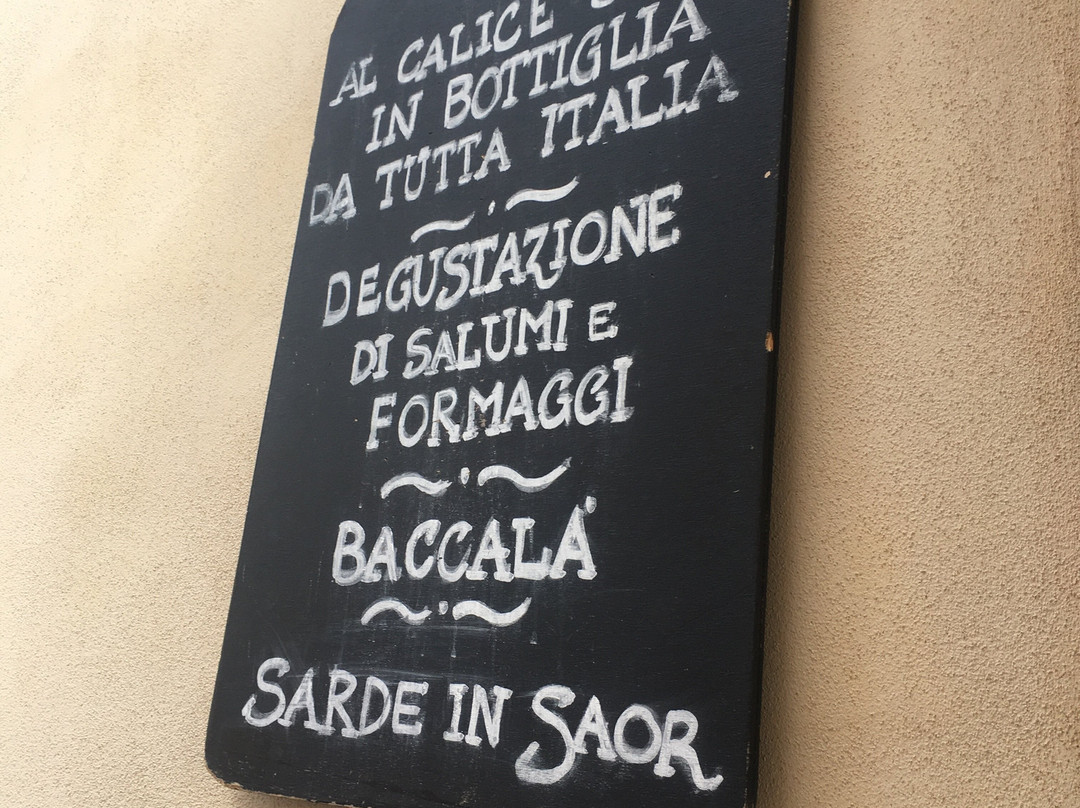 AL CALICE
IN BOTTIGLIA
DA TUTTA ITALIA
DEGUSTAZIONE
DI SALUMI E
FORMAGGI
BACCALÀ
SARDE IN SAOR